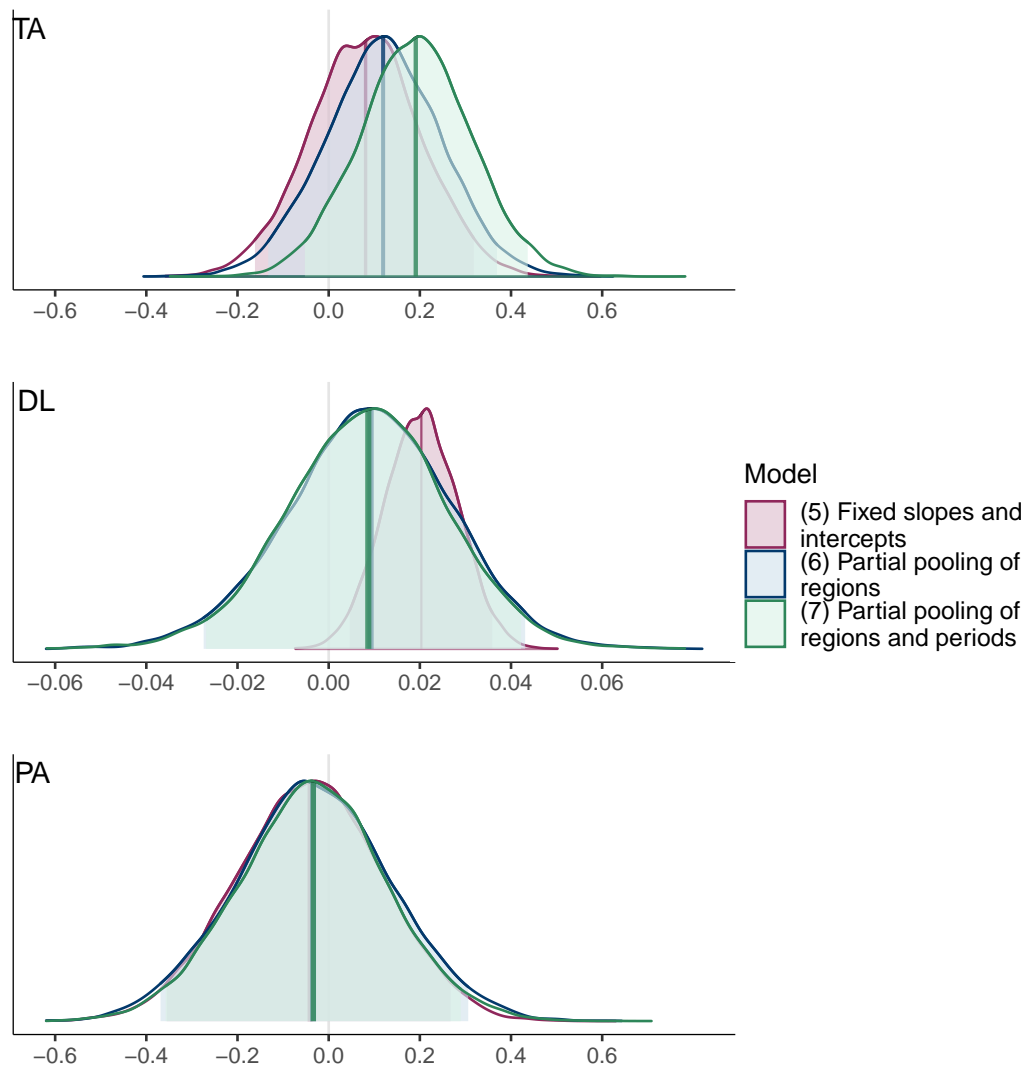 TA
−0.6 −0.4 −0.2 0.0 0.2 0.4 0.6
DL
−0.06 −0.04 −0.02 0.00 0.02 0.04 0.06
PA
−0.6 −0.4 −0.2 0.0 0.2 0.4 0.6
Model
(5) Fixed slopes and
intercepts
(6) Partial pooling of
regions
(7) Partial pooling of
regions and periods